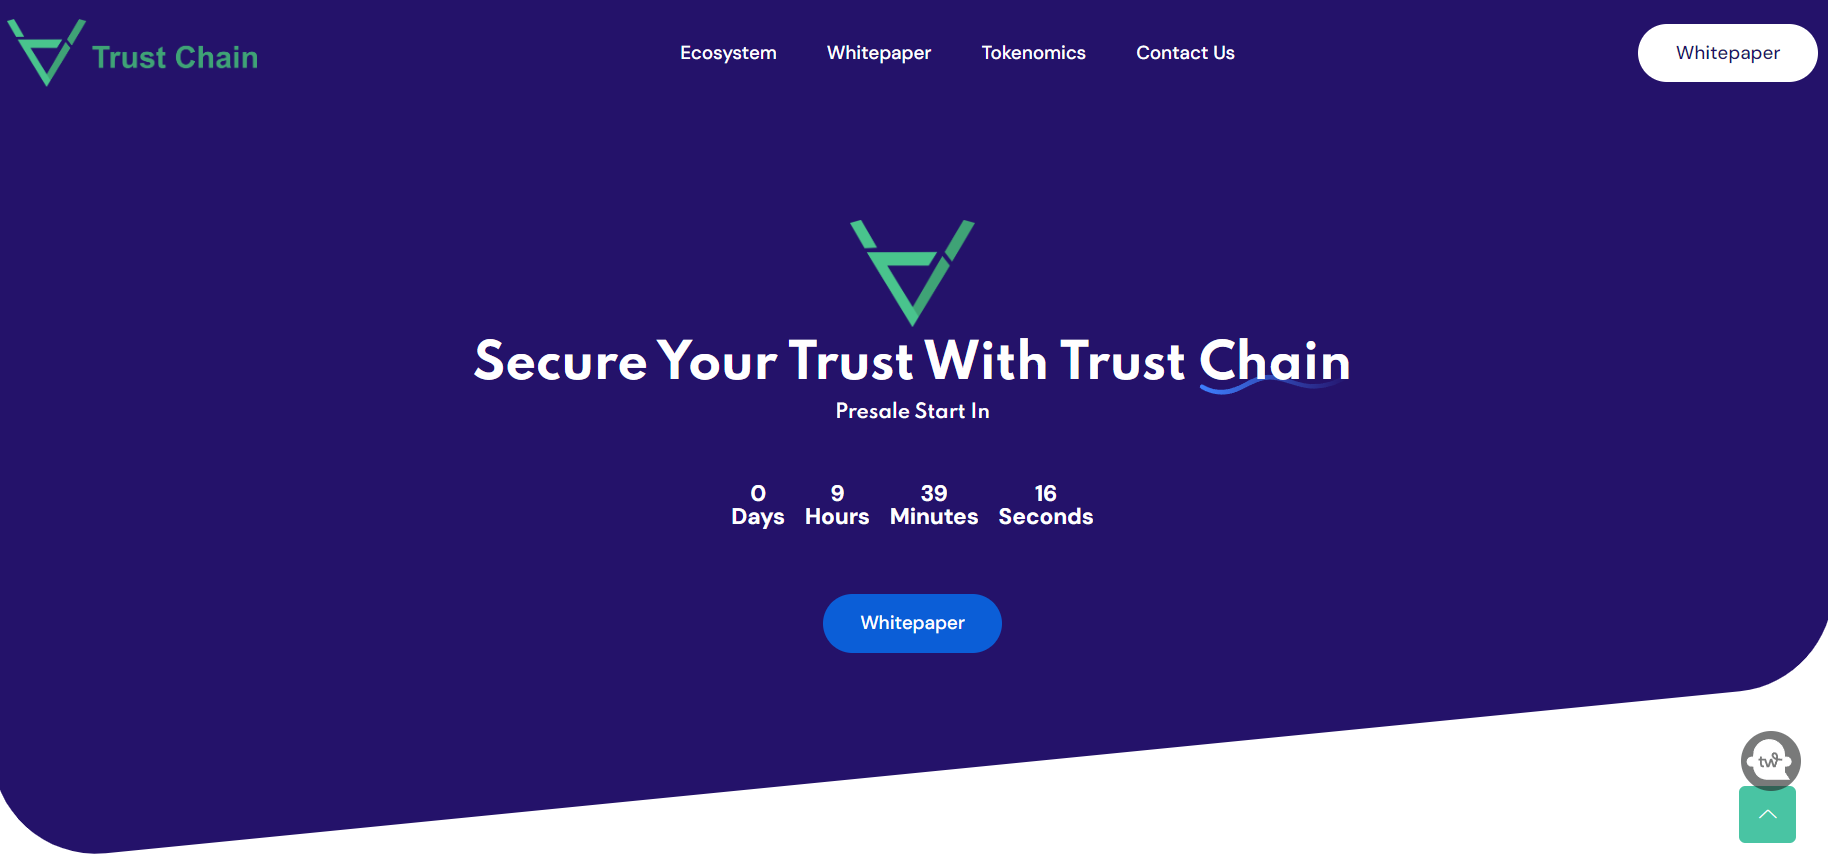 Trust Chain
Ecosystem Whitepaper Tokenomics Contact Us
Whitepaper
Secure Your Trust With Trust Chain
Presale Start In
0 9 39 16
Days Hours Minutes Seconds
Whitepaper
tw